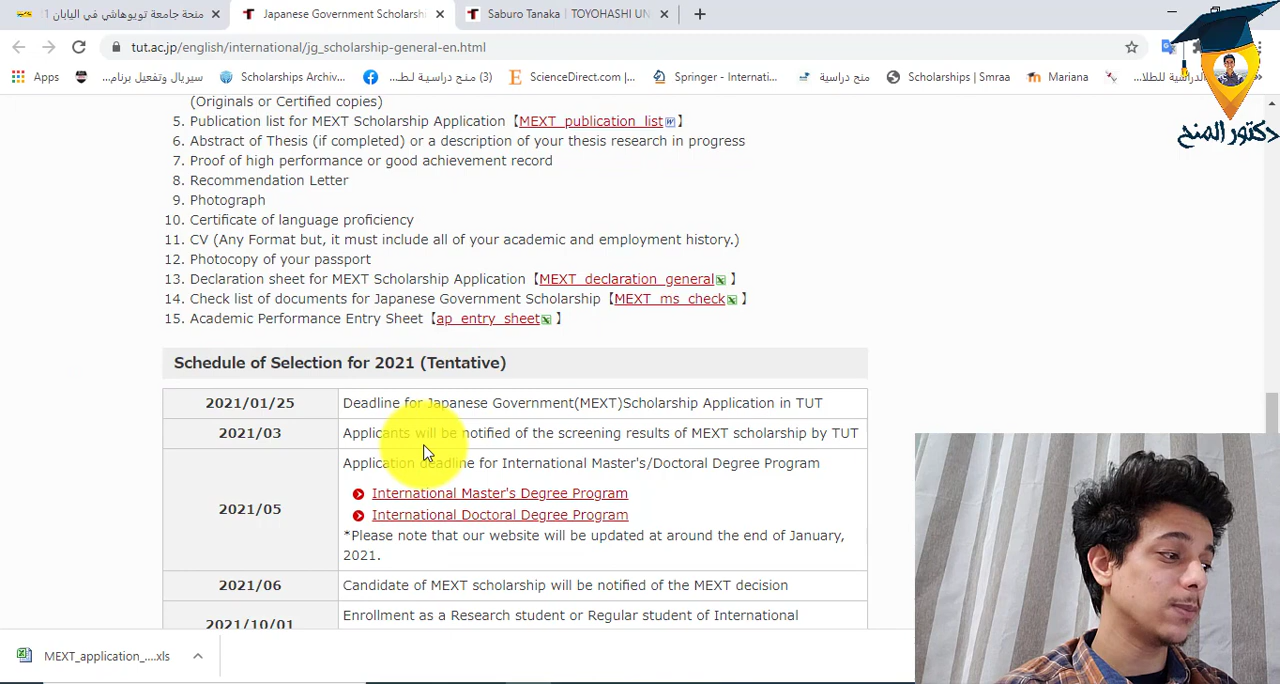 منحة جامعة تويوهاشي في اليابان
Japanese Government Scholarshi
Saburo Tanaka | TOYOHASHI UN
tut.ac.jp/english/international/jg_scholarship-general-en.html
Apps
سيريال وتفعيل برنام...
Scholarships Archiv...
(3) منح دراسية لطـ...
ScienceDirect.com |...
Springer - Internati...
منح دراسية
Scholarships | Smraa
Mariana
دكتور المنح
(Originals or Certified copies)
5. Publication list for MEXT Scholarship Application【MEXT_publication_list】
6. Abstract of Thesis (if completed) or a description of your thesis research in progress
7. Proof of high performance or good achievement record
8. Recommendation Letter
9. Photograph
10. Certificate of language proficiency
11. CV (Any Format but, it must include all of your academic and employment history.)
12. Photocopy of your passport
13. Declaration sheet for MEXT Scholarship Application【MEXT_declaration_general】
14. Check list of documents for Japanese Government Scholarship【MEXT_ms_check】
15. Academic Performance Entry Sheet【ap_entry_sheet】
Schedule of Selection for 2021 (Tentative)
2021/01/25 Deadline for Japanese Government(MEXT)Scholarship Application in TUT
2021/03 Applicants will be notified of the screening results of MEXT scholarship by TUT
2021/05 Application deadline for International Master's/Doctoral Degree Program
International Master's Degree Program
International Doctoral Degree Program
*Please note that our website will be updated at around the end of January,
2021.
2021/06 Candidate of MEXT scholarship will be notified of the MEXT decision
2021/10/01 Enrollment as a Research student or Regular student of International
MEXT_application_....xls